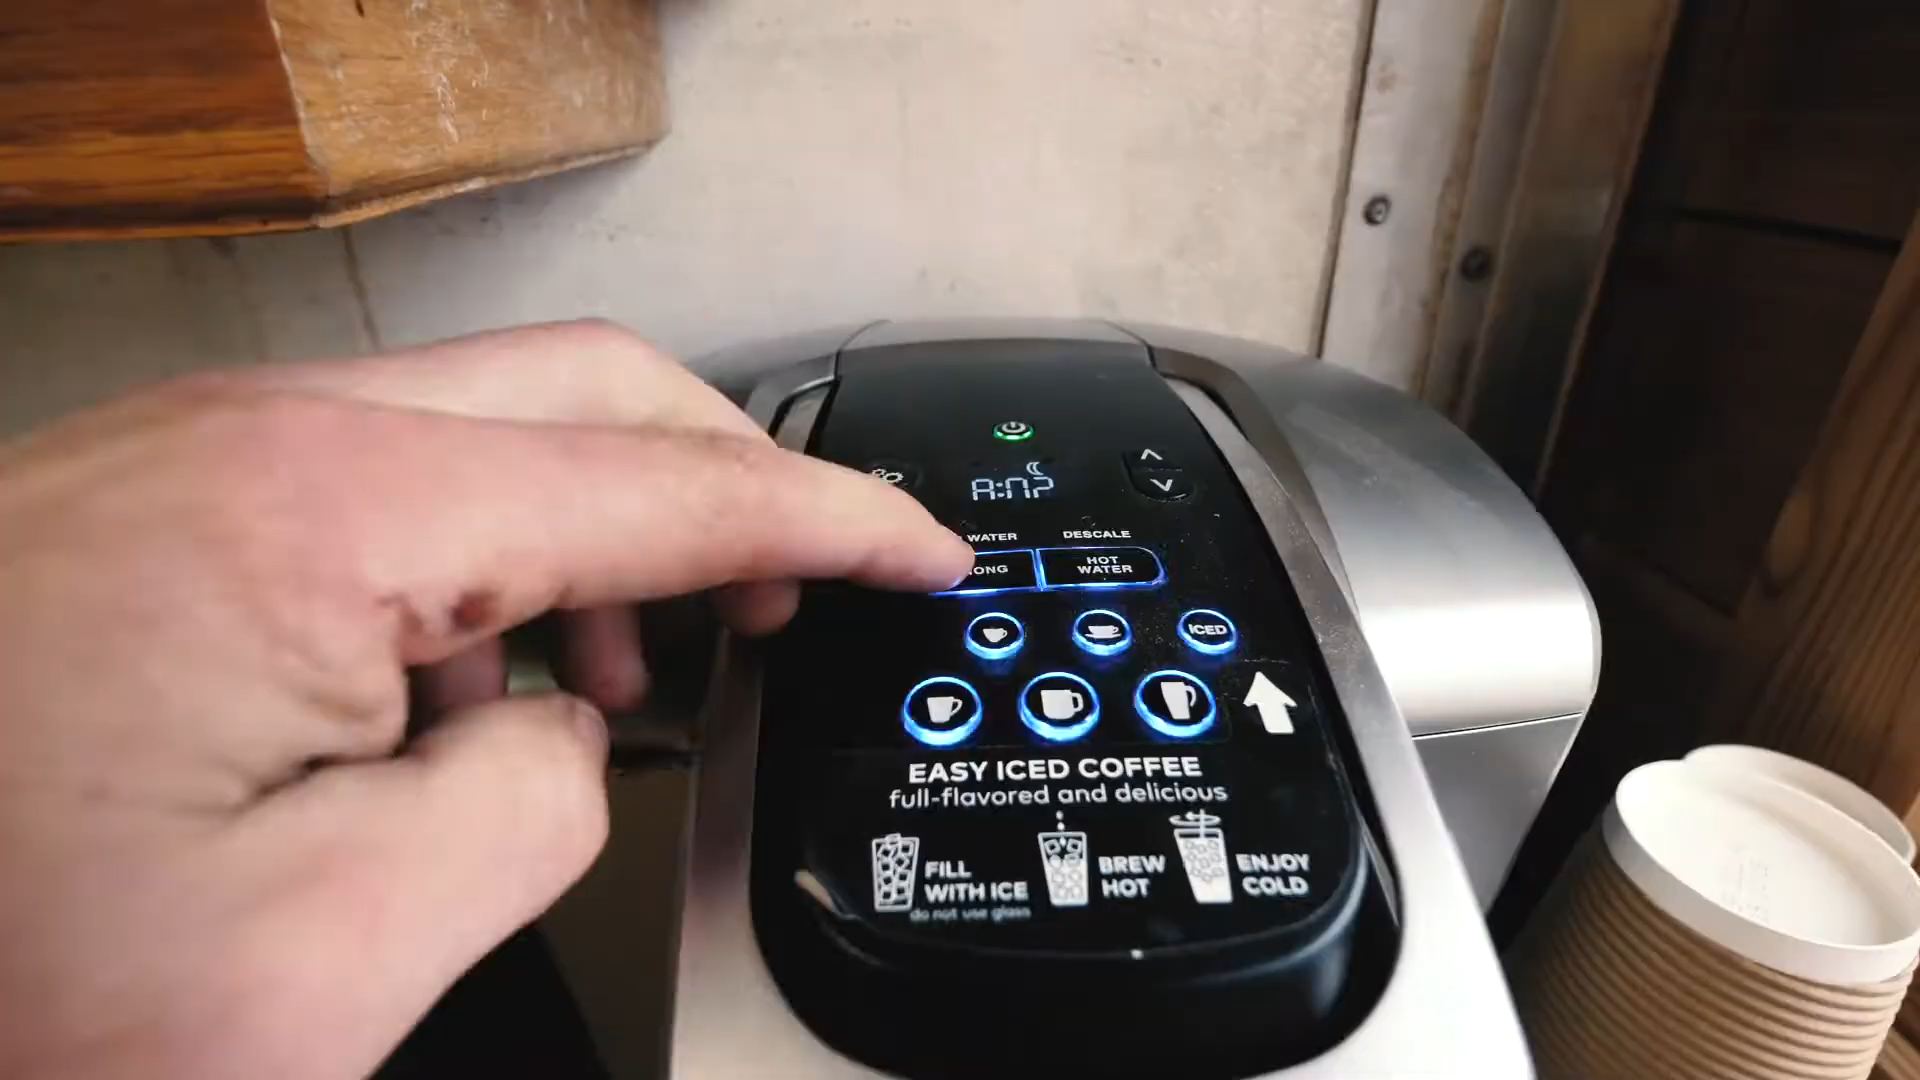 WATER
DESCALE
HOT
WATER
ICED
EASY ICED COFFEE
full-flavored and delicious
FILL
WITH ICE
do not use glass
BREW
HOT
ENJOY
COLD